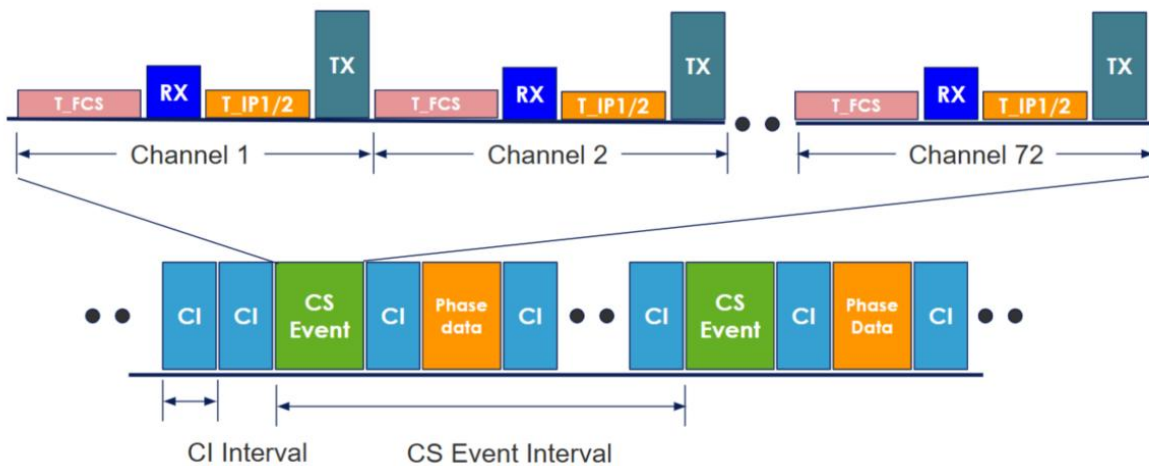 T_FCS RX T_IP1/2 TX T_FCS RX T_IP1/2 TX T_FCS RX T_IP1/2 TX
Channel 1 Channel 2 Channel 72
CI CI CS Event CI Phase data CI CI CS Event CI Phase Data CI
CI Interval CS Event Interval